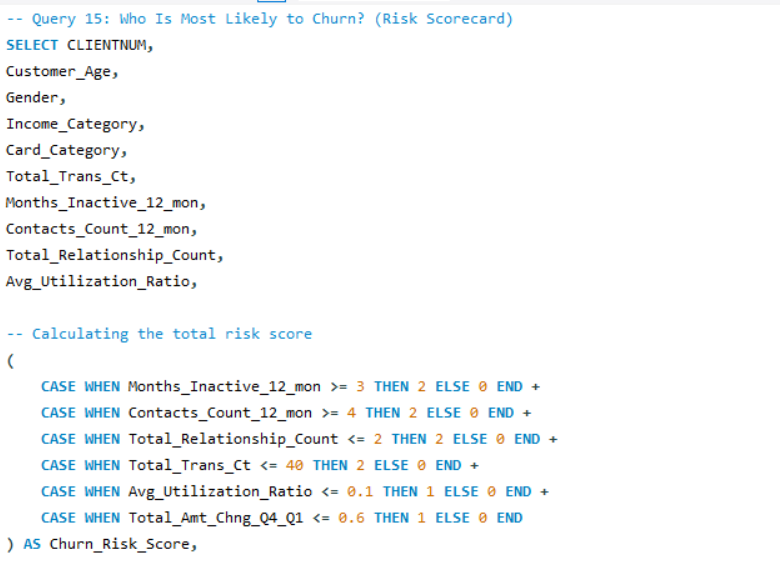 -- Query 15: Who Is Most Likely to Churn? (Risk Scorecard)
SELECT CLIENTNUM,
Customer_Age,
Gender,
Income_Category,
Card_Category,
Total_Trans_Ct,
Months_Inactive_12_mon,
Contacts_Count_12_mon,
Total_Relationship_Count,
Avg_Utilization_Ratio,
-- Calculating the total risk score
(
CASE WHEN Months_Inactive_12_mon >= 3 THEN 2 ELSE 0 END +
CASE WHEN Contacts_Count_12_mon >= 4 THEN 2 ELSE 0 END +
CASE WHEN Total_Relationship_Count <= 2 THEN 2 ELSE 0 END +
CASE WHEN Total_Trans_Ct <= 40 THEN 2 ELSE 0 END +
CASE WHEN Avg_Utilization_Ratio <= 0.1 THEN 1 ELSE 0 END +
CASE WHEN Total_Amt_Chng_Q4_Q1 <= 0.6 THEN 1 ELSE 0 END
) AS Churn_Risk_Score,